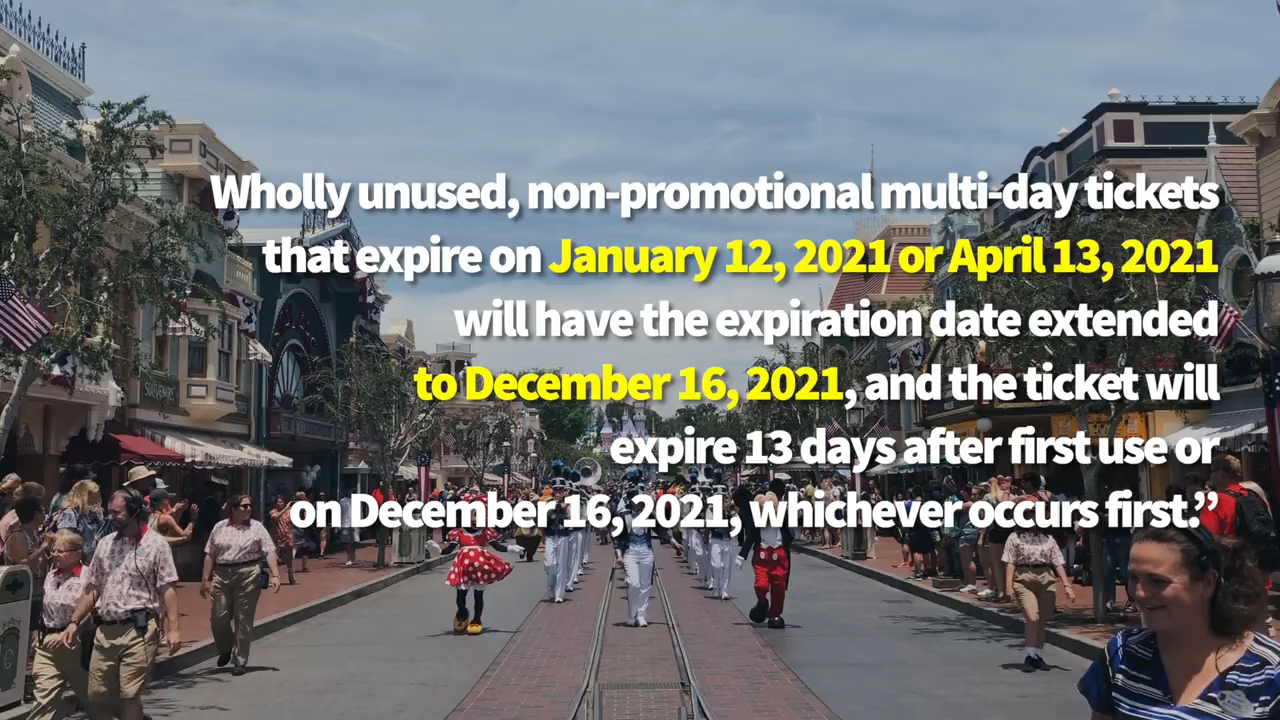 Wholly unused, non-promotional multi-day tickets
that expire on January 12, 2021 or April 13, 2021
will have the expiration date extended
to December 16, 2021, and the ticket will
expire 13 days after first use or
on December 16, 2021, whichever occurs first.”